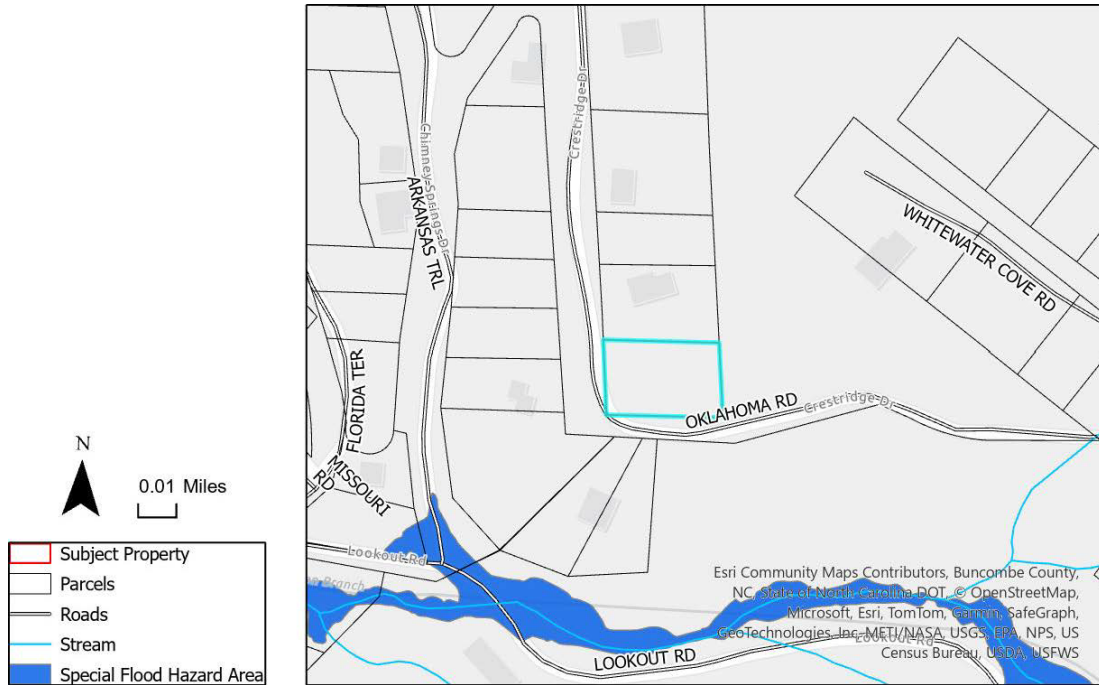 Crestridge Dr
Chimney Springs Dr
ARKANSAS TRL
WHITEWATER COVE RD
FLORIDA TER
OKLAHOMA RD
Crestridge Dr
MISSOURI
RD
N
0.01 Miles
Subject Property
Parcels
Roads
Stream
Special Flood Hazard Area
Lookout Rd
Branch
LOOKOUT RD
Lookout Rd
Esri Community Maps Contributors, Buncombe County,
NC, State of North Carolina DOT, © OpenStreetMap,
Microsoft, Esri, TomTom, Garmin, SafeGraph,
GeoTechnologies, Inc, METI/NASA, USGS, EPA, NPS, US
Census Bureau, USDA, USFWS